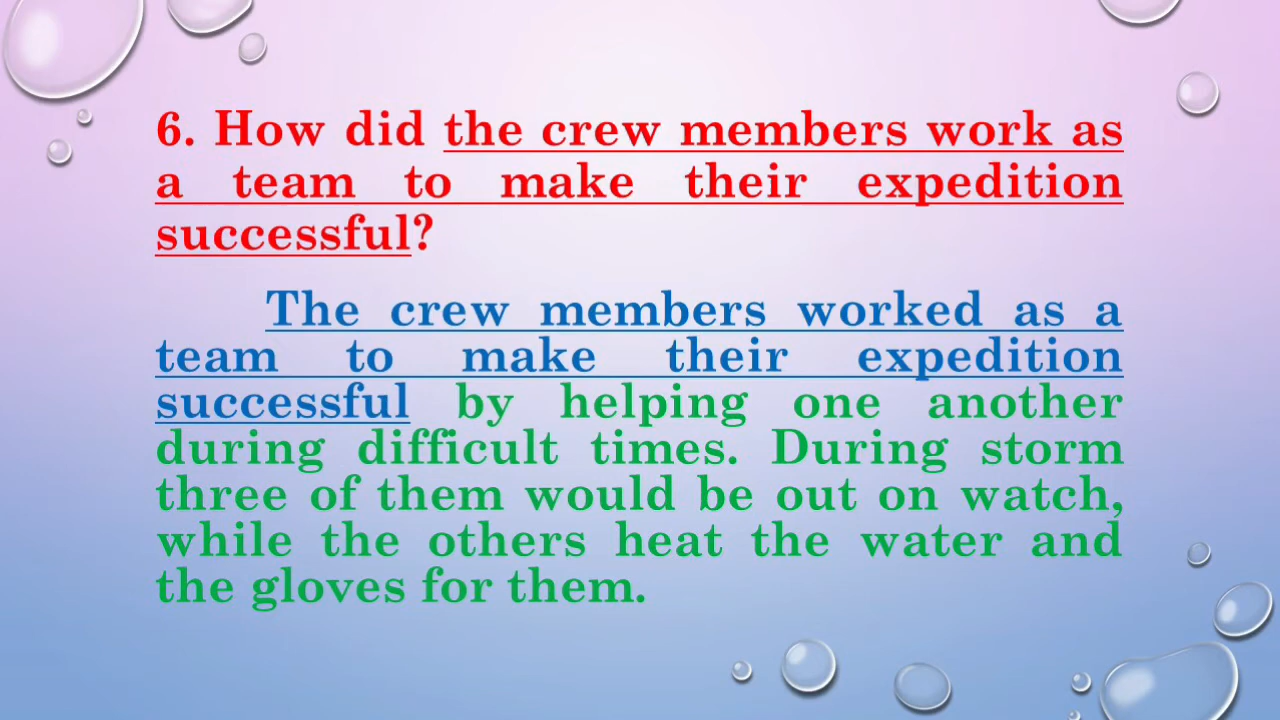 6. How did the crew members work as
a team to make their expedition
successful?
The crew members worked as a
team to make their expedition
successful by helping one another
during difficult times. During storm
three of them would be out on watch,
while the others heat the water and
the gloves for them.